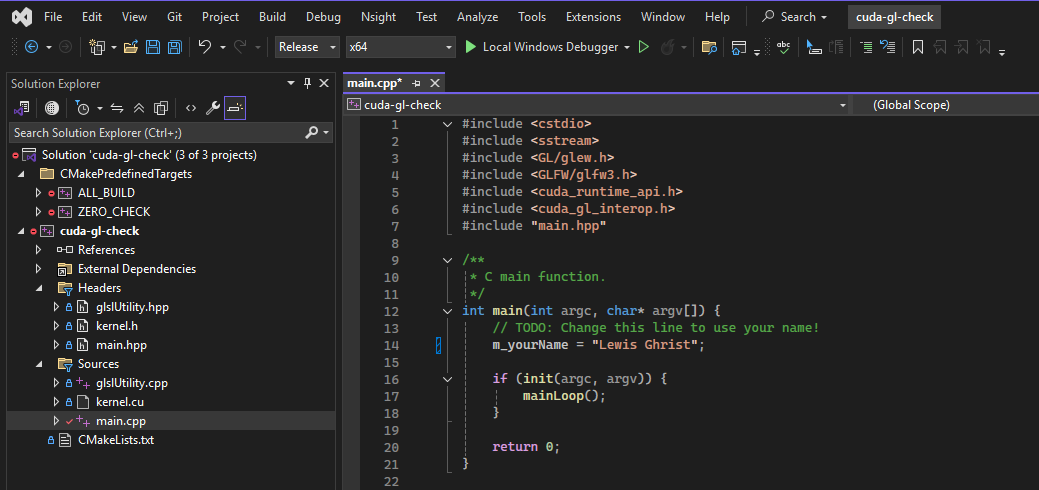 File Edit View Git Project Build Debug Nsight Test Analyze Tools Extensions Window Help Search cuda-gl-check
Release x64 Local Windows Debugger abc
Solution Explorer
Search Solution Explorer (Ctrl+;)
Solution 'cuda-gl-check' (3 of 3 projects)
CMakePredefinedTargets
ALL_BUILD
ZERO_CHECK
cuda-gl-check
References
External Dependencies
Headers
glslUtility.hpp
kernel.h
main.hpp
Sources
glslUtility.cpp
kernel.cu
main.cpp
CMakeLists.txt
main.cpp*
cuda-gl-check (Global Scope)
1 #include <cstdio>
2 #include <sstream>
3 #include <GL/glew.h>
4 #include <GLFW/glfw3.h>
5 #include <cuda_runtime_api.h>
6 #include <cuda_gl_interop.h>
7 #include "main.hpp"
8
9 /**
10 * C main function.
11 */
12 int main(int argc, char* argv[]) {
13 // TODO: Change this line to use your name!
14 m_yourName = "Lewis Ghrist";
15
16 if (init(argc, argv)) {
17 mainLoop();
18 }
19
20 return 0;
21 }
22